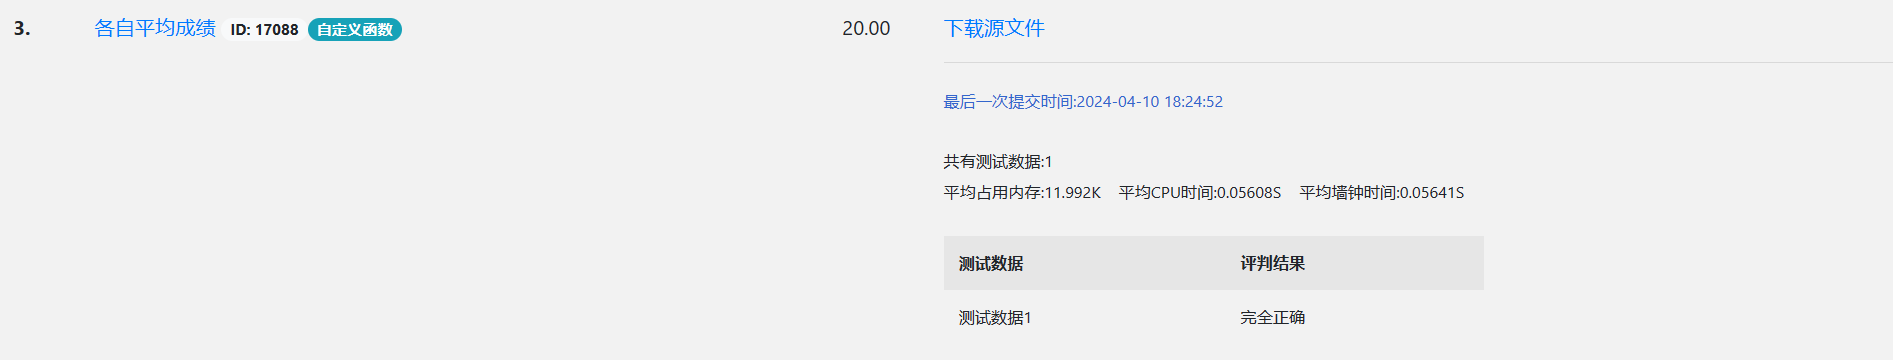 3. 各自平均成绩 ID: 17088 自定义函数 20.00 下载源文件
最后一次提交时间:2024-04-10 18:24:52
共有测试数据:1
平均占用内存:11.992K 平均CPU时间:0.05608S 平均墙钟时间:0.05641S
测试数据 评判结果
测试数据1 完全正确